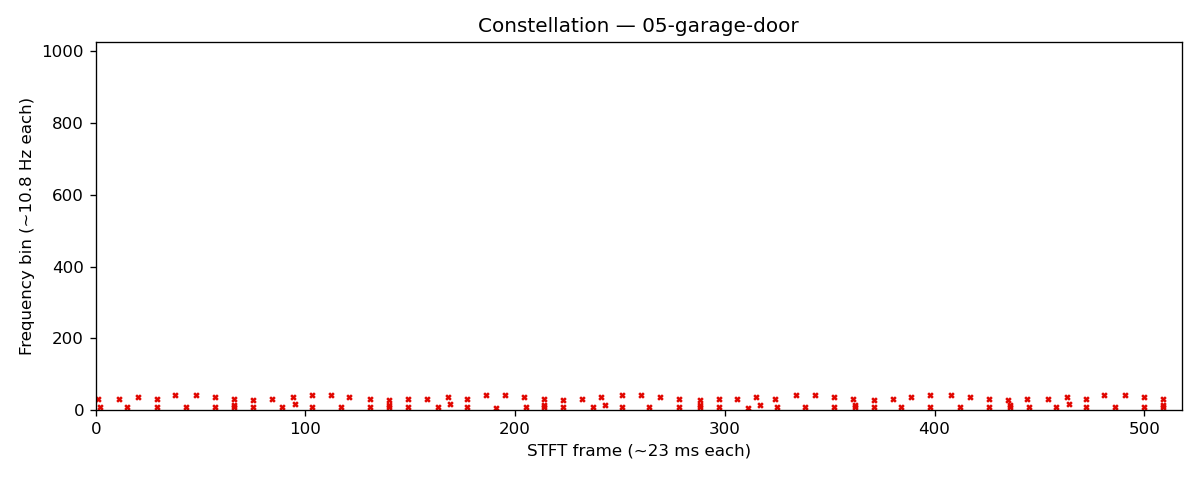 Constellation — 05-garage-door
Frequency bin (~10.8 Hz each)
1000
800
600
400
200
0
0 100 200 300 400 500
STFT frame (~23 ms each)